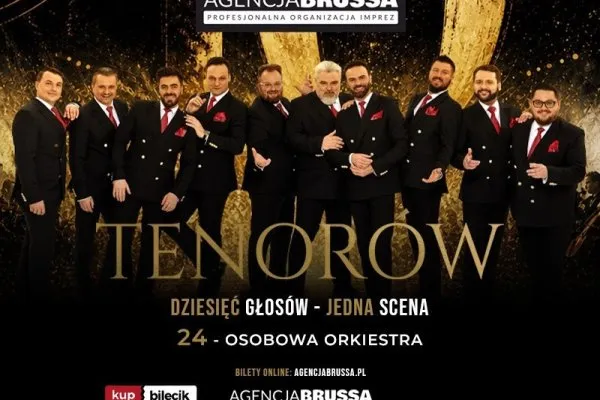 AGENCJABRUSSA
PROFESJONALNA ORGANIZACJA IMPREZ
TENORÓW
DZIESIĘĆ GŁOSÓW - JEDNA SCENA
24 - OSOBOWA ORKIESTRA
BILETY ONLINE: AGENCJABRUSSA.PL
kup bilecik
AGENCJABRUSSA